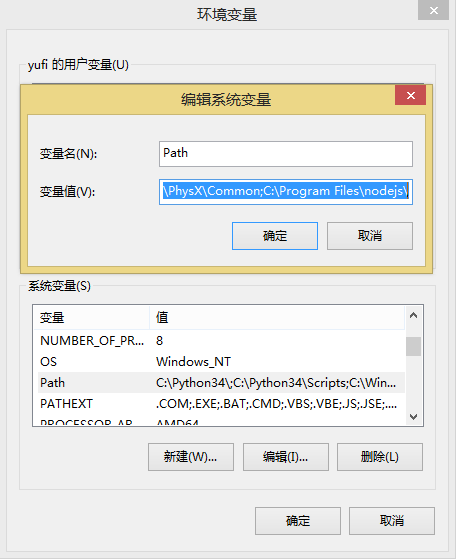 环境变量
yufi 的用户变量(U)
编辑系统变量
变量名(N):
Path
变量值(V):
\PhysX\Common;C:\Program Files\nodejs\
确定
取消
系统变量(S)
变量 值
NUMBER_OF_PR... 8
OS Windows_NT
Path C:\Python34\;C:\Python34\Scripts;C:\Win...
PATHEXT .COM;.EXE;.BAT;.CMD;.VBS;.VBE;.JS;.JSE;....
PROCESSOR_AR AMD64
新建(W)... 编辑(I)... 删除(L)
确定 取消